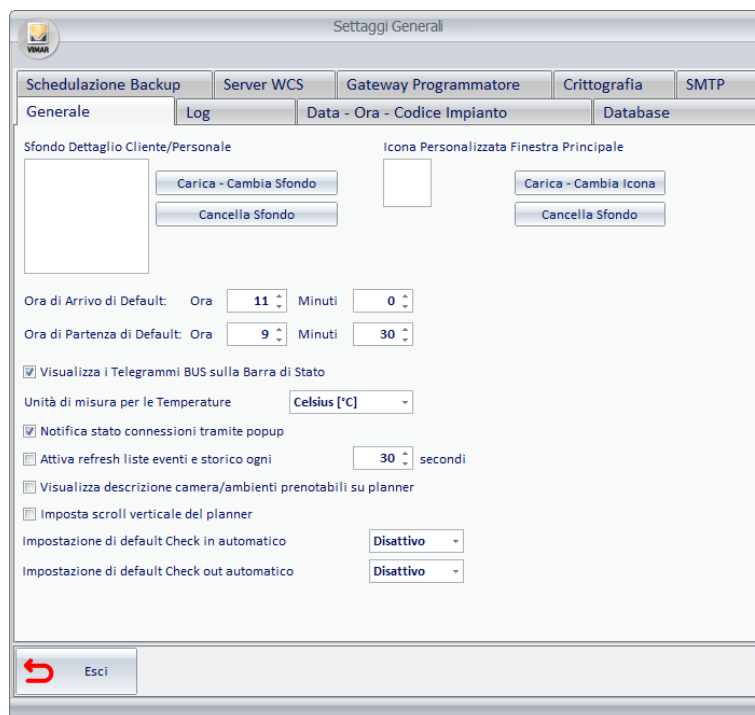 Settaggi Generali
VIMAR
Schedulazione Backup Server WCS Gateway Programmatore Crittografia SMTP
Generale Log Data - Ora - Codice Impianto Database
Sfondo Dettaglio Cliente/Personale Icona Personalizzata Finestra Principale
Carica - Cambia Sfondo Carica - Cambia Icona
Cancella Sfondo Cancella Sfondo
Ora di Arrivo di Default: Ora 11 Minuti 0
Ora di Partenza di Default: Ora 9 Minuti 30
Visualizza i Telegrammi BUS sulla Barra di Stato
Unità di misura per le Temperature Celsius [°C]
Notifica stato connessioni tramite popup
Attiva refresh liste eventi e storico ogni 30 secondi
Visualizza descrizione camera/ambienti prenotabili su planner
Imposta scroll verticale del planner
Impostazione di default Check in automatico Disattivo
Impostazione di default Check out automatico Disattivo
Esci